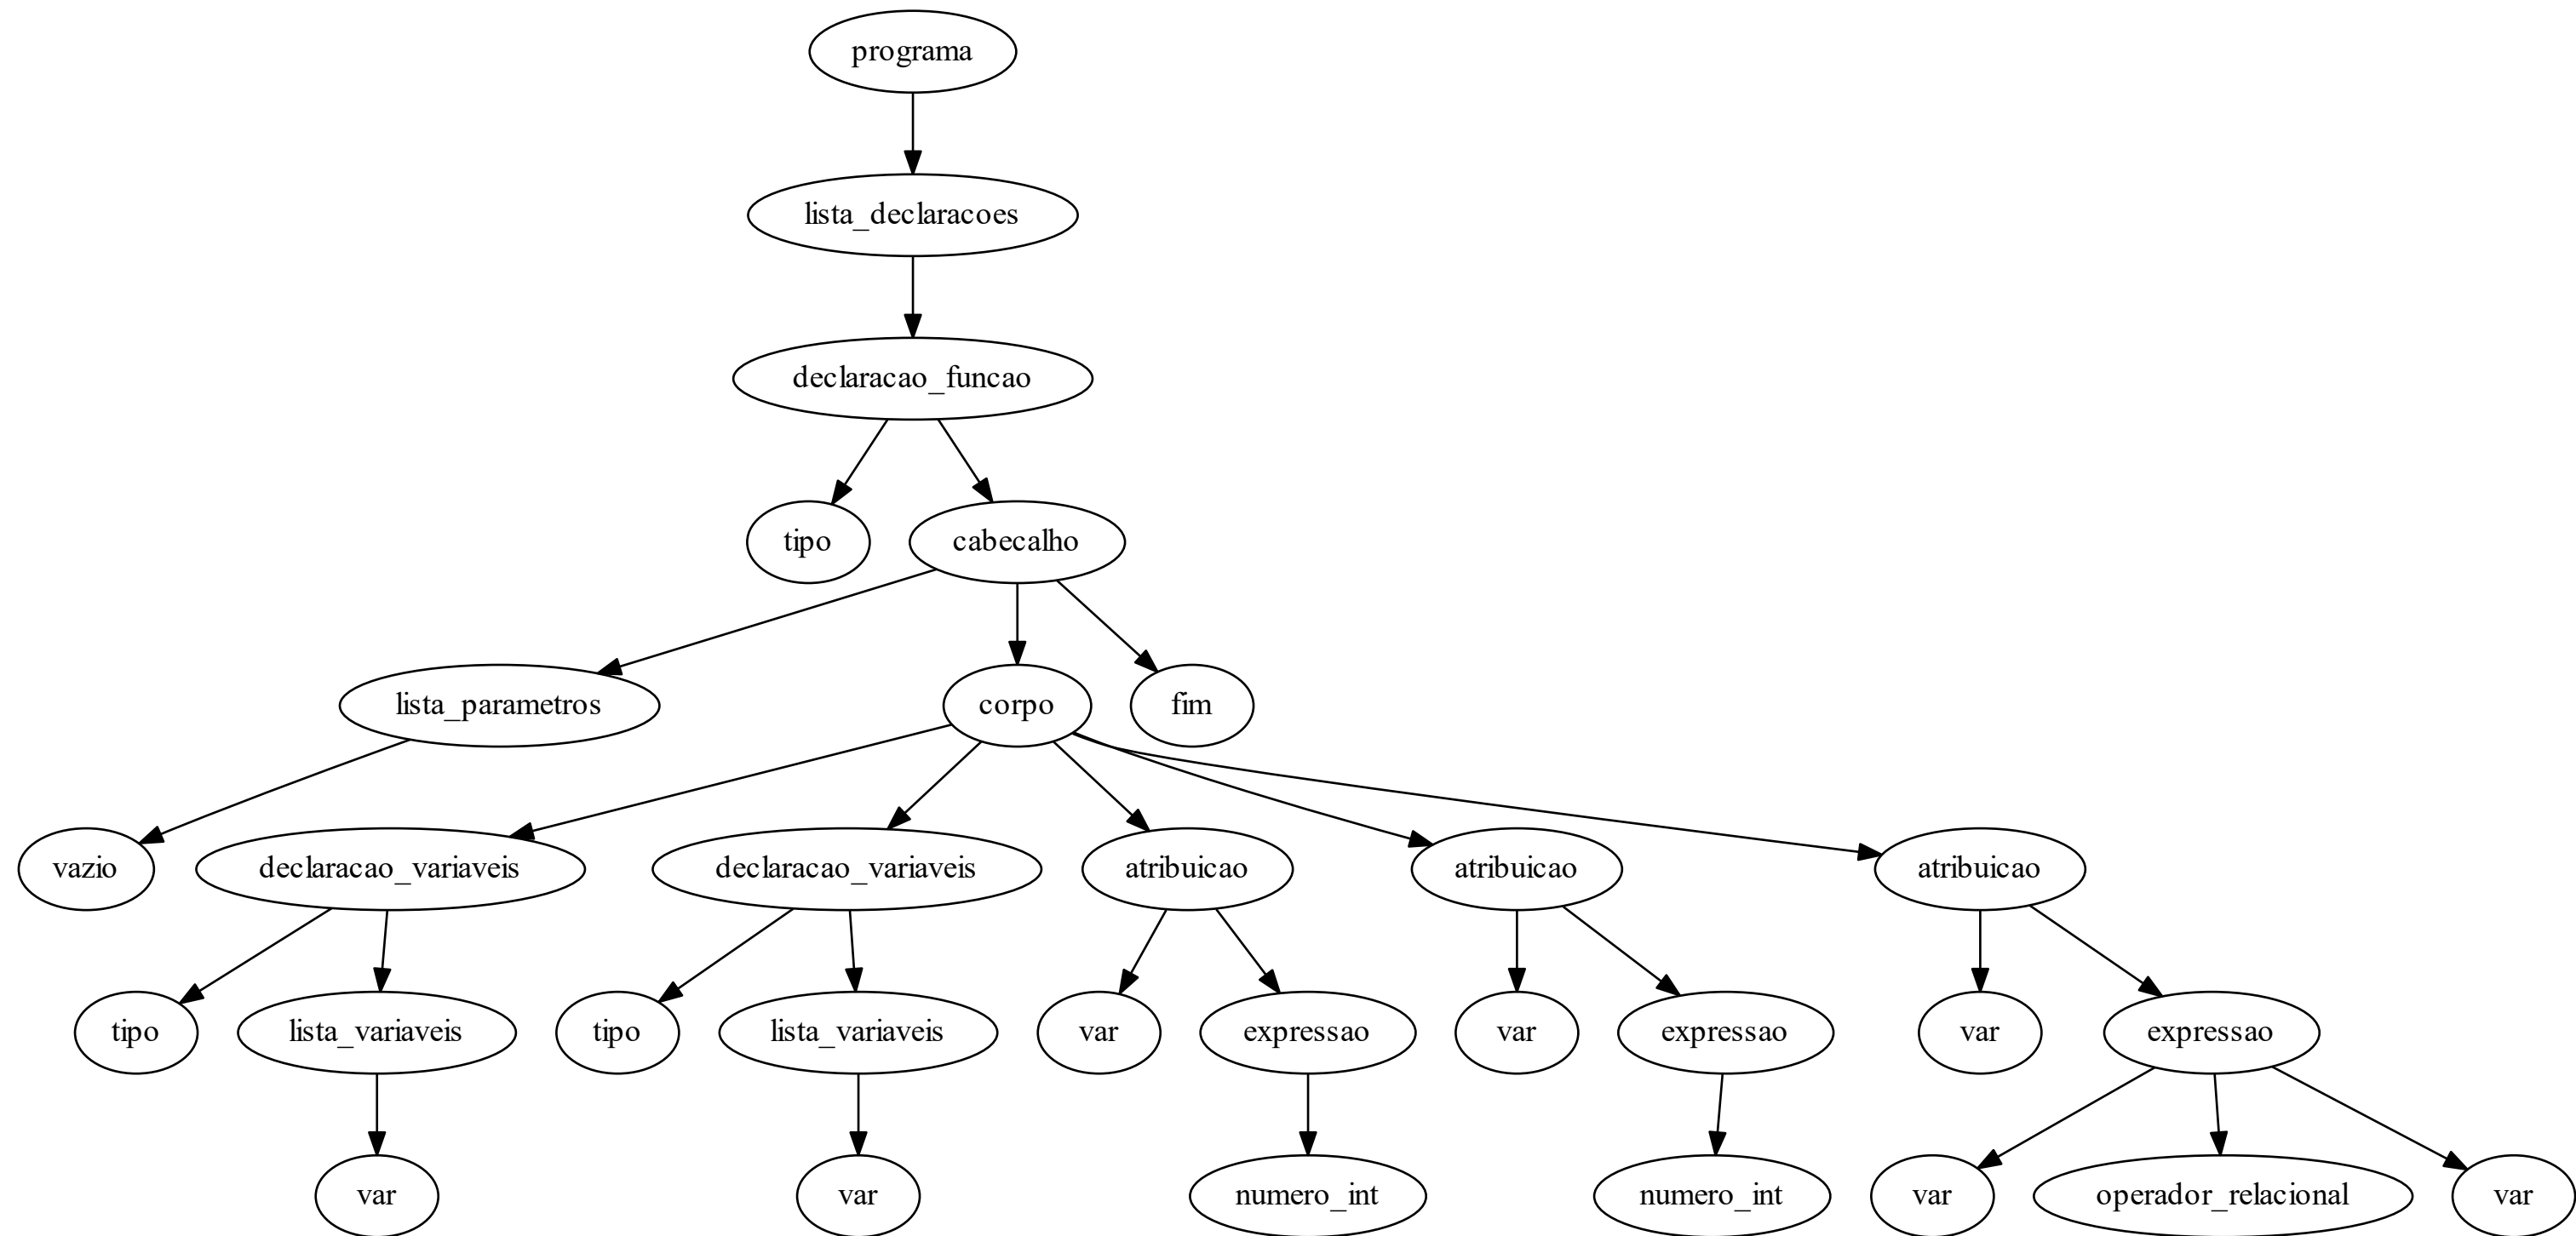 programa
lista_declaracoes
declaracao_funcao
tipo cabecalho
lista_parametros corpo fim
vazio declaracao_variaveis declaracao_variaveis atribuicao atribuicao atribuicao
tipo lista_variaveis tipo lista_variaveis var expressao var expressao var expressao
var var numero_int numero_int var operador_relacional var